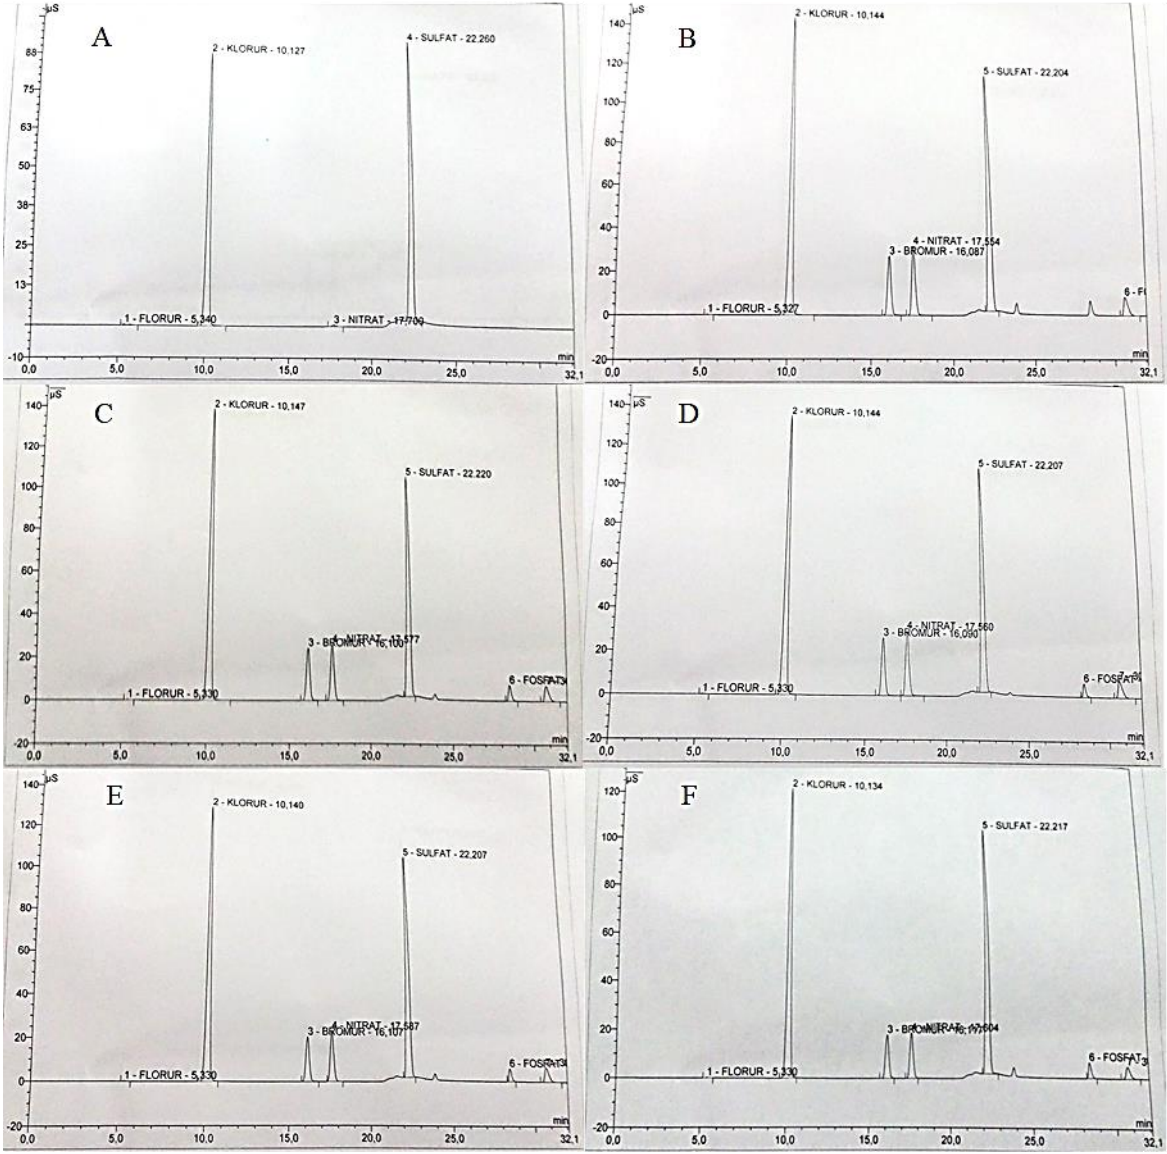 µS
A
88
75
63
50
38
25
13
-10
2 - KLORUR - 10,127
4 - SULFAT - 22,260
1 - FLORUR - 5,340
3 - NITRAT - 17,700
min
0,0 5,0 10,0 15,0 20,0 25,0 32,1
µS
B
140
120
100
80
60
40
20
0
-20
2 - KLORUR - 10,144
5 - SULFAT - 22,204
4 - NITRAT - 17,554
3 - BROMUR - 16,087
1 - FLORUR - 5,327
min
0,0 5,0 10,0 15,0 20,0 25,0 32,1
µS
C
140
120
100
80
60
40
20
0
-20
2 - KLORUR - 10,147
5 - SULFAT - 22,220
4 - NITRAT - 17,577
3 - BROMUR - 16,100
6 - FOSFAT
1 - FLORUR - 5,330
min
0,0 5,0 10,0 15,0 20,0 25,0 32,1
µS
D
140
120
100
80
60
40
20
0
-20
2 - KLORUR - 10,144
5 - SULFAT - 22,207
4 - NITRAT - 17,560
3 - BROMUR - 16,090
6 - FOSFAT
1 - FLORUR - 5,330
min
0,0 5,0 10,0 15,0 20,0 25,0 32,1
µS
E
140
120
100
80
60
40
20
0
-20
2 - KLORUR - 10,140
5 - SULFAT - 22,207
4 - NITRAT - 17,587
3 - BROMUR - 16,107
6 - FOSFAT
1 - FLORUR - 5,330
min
0,0 5,0 10,0 15,0 20,0 25,0 32,1
µS
F
120
100
80
60
40
20
0
-20
2 - KLORUR - 10,134
5 - SULFAT - 22,217
NITRAT - 17,604
3 - BROMUR
6 - FOSFAT
1 - FLORUR - 5,330
min
0,0 5,0 10,0 15,0 20,0 25,0 32,1